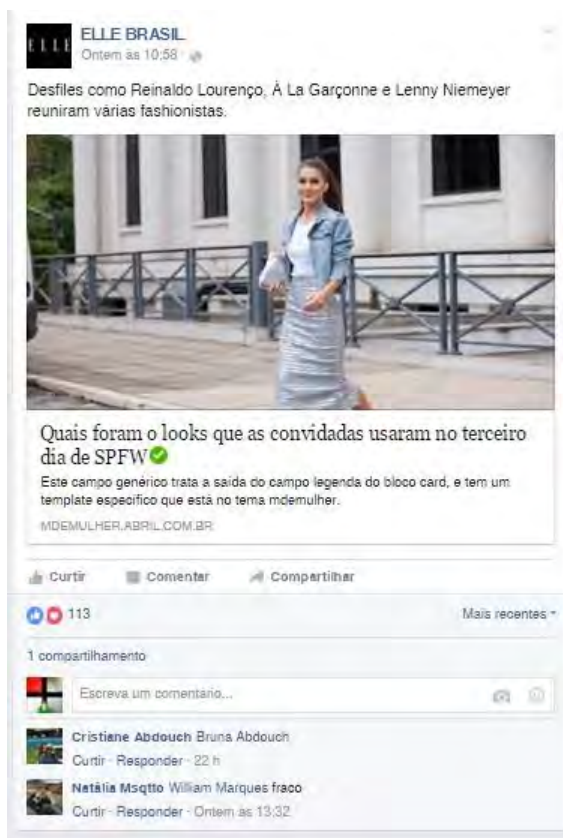 ELLE
ELLE BRASIL
Ontem às 10:58
Desfiles como Reinaldo Lourenço, À La Garçonne e Lenny Niemeyer
reuniram várias fashionistas.
Quais foram o looks que as convidadas usaram no terceiro
dia de SPFW
Este campo genérico trata a saída do campo legenda do bloco card, e tem um
template específico que está no tema mdemulher.
MDEMULHER.ABRIL.COM.BR
Curtir Comentar Compartilhar
113 Mais recentes
1 compartilhamento
Escreva um comentário...
Cristiane Abdouch Bruna Abdouch
Curtir · Responder · 22 h
Natália Msqtto William Marques fraco
Curtir · Responder · Ontem às 13:32